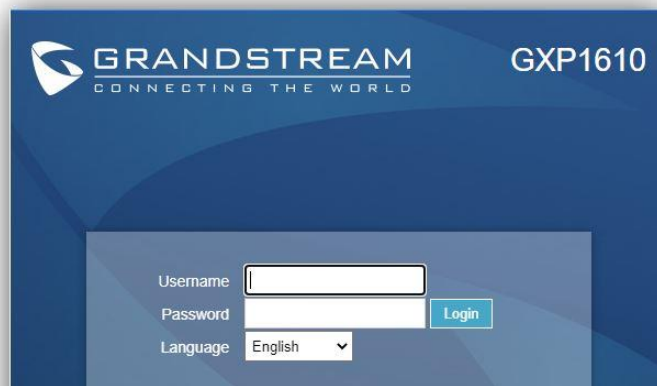 GRANDSTREAM
CONNECTING THE WORLD
GXP1610
Username
Password
Login
Language
English